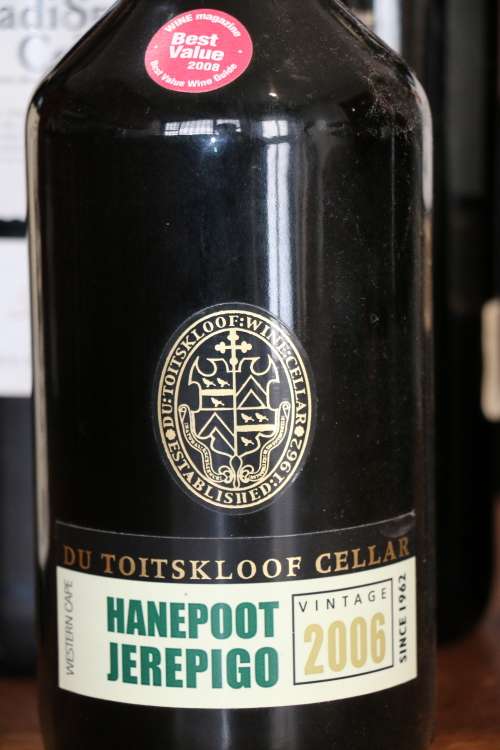 WINE magazine
Best
Value
2008
Best Value Wine Guide
DU:TOITSKLOOF:WINE:CELLAR
ESTABLISHED:1962
DU TOITSKLOOF CELLAR
WESTERN CAPE
HANEPOOT
JEREPIGO
VINTAGE
2006
SINCE 1962